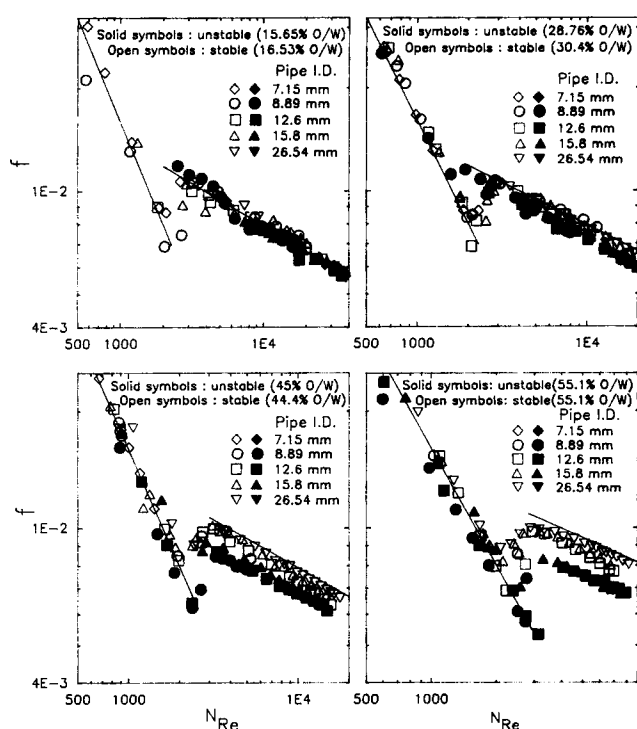 Solid symbols : unstable (15.65% O/W)
Open symbols : stable (16.53% O/W)
Pipe I.D.
7.15 mm
8.89 mm
12.6 mm
15.8 mm
26.54 mm
f
1E-2
4E-3
500
1000
1E4
Solid symbols : unstable (28.76% O/W)
Open symbols : stable (30.4% O/W)
Pipe I.D.
7.15 mm
8.89 mm
12.6 mm
15.8 mm
26.54 mm
500
1000
1E4
Solid symbols : unstable (45% O/W)
Open symbols : stable (44.4% O/W)
Pipe I.D.
7.15 mm
8.89 mm
12.6 mm
15.8 mm
26.54 mm
f
1E-2
4E-3
500
1000
1E4
N_Re
Solid symbols: unstable(55.1% O/W)
Open symbols: stable(55.1% O/W)
Pipe I.D.
7.15 mm
8.89 mm
12.6 mm
15.8 mm
26.54 mm
500
1000
1E4
N_Re